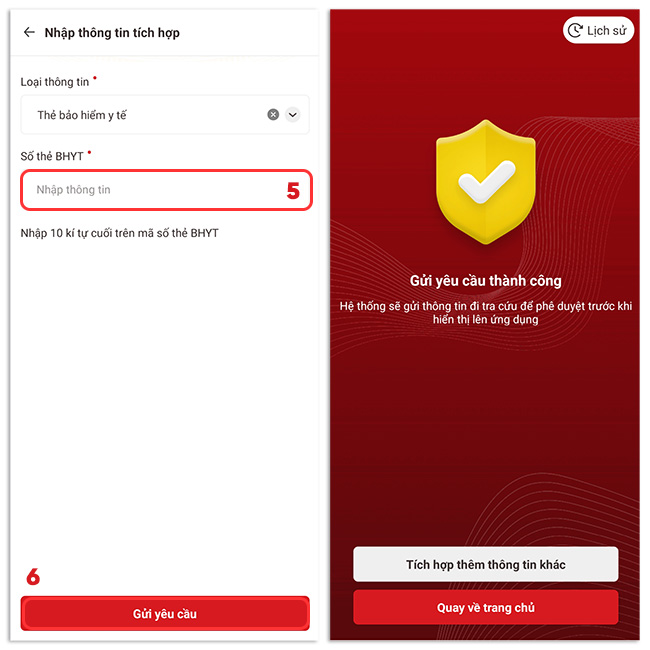 Nhập thông tin tích hợp
Loại thông tin *
Thẻ bảo hiểm y tế
Số thẻ BHYT *
Nhập thông tin
5
Nhập 10 kí tự cuối trên mã số thẻ BHYT
6
Gửi yêu cầu
Lịch sử
Gửi yêu cầu thành công
Hệ thống sẽ gửi thông tin đi tra cứu để phê duyệt trước khi
hiển thị lên ứng dụng
Tích hợp thêm thông tin khác
Quay về trang chủ